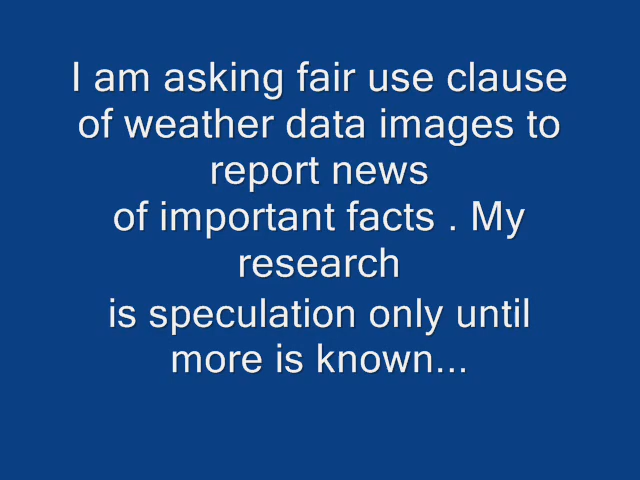 I am asking fair use clause
of weather data images to
report news
of important facts . My
research
is speculation only until
more is known...